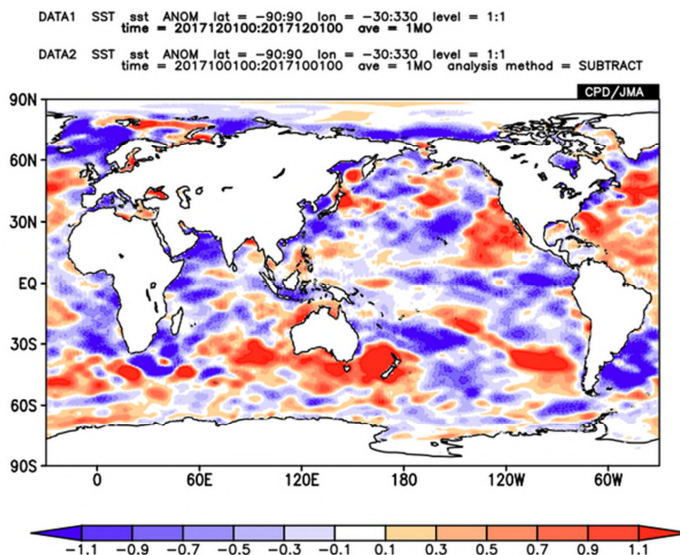 DATA1 SST sst ANOM lat = -90:90 lon = -30:330 level = 1:1
time = 2017120100:2017120100 ave = 1MO
DATA2 SST sst ANOM lat = -90:90 lon = -30:330 level = 1:1
time = 2017100100:2017100100 ave = 1MO analysis method = SUBTRACT
CPD/JMA
90N
60N
30N
EQ
30S
60S
90S
0 60E 120E 180 120W 60W
-1.1 -0.9 -0.7 -0.5 -0.3 -0.1 0.1 0.3 0.5 0.7 0.9 1.1